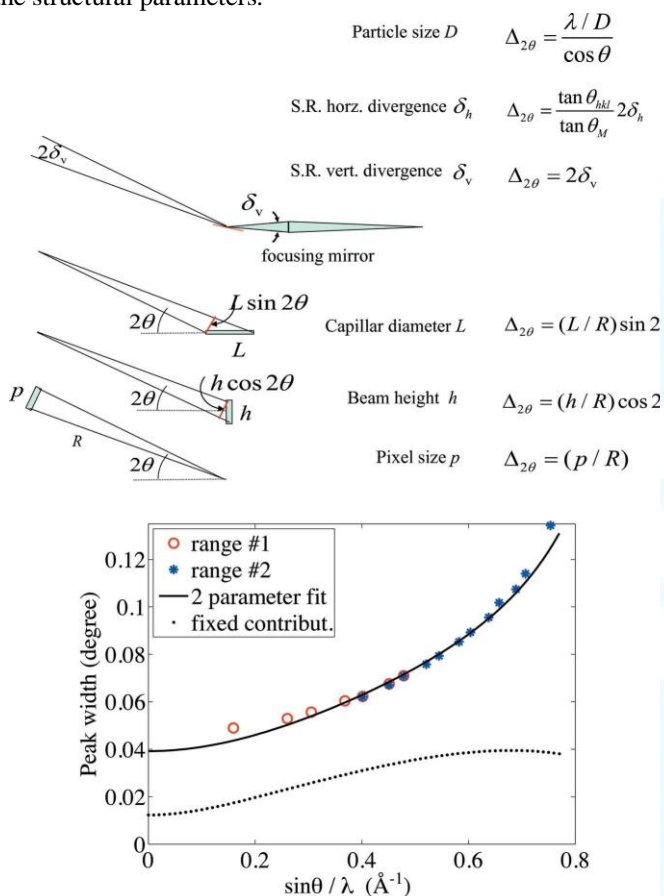 he structural parameters.
Particle size D Δ2θ = (λ / D) / cos θ
S.R. horz. divergence δh Δ2θ = (tan θhkl / tan θM) 2δh
2δv
S.R. vert. divergence δv Δ2θ = 2δv
δv
focusing mirror
L sin 2θ
2θ
Capillar diameter L Δ2θ = (L / R) sin 2
L
h cos 2θ
p
2θ
h
Beam height h Δ2θ = (h / R) cos 2
R
2θ
Pixel size p Δ2θ = (p / R)
range #1
range #2
2 parameter fit
fixed contribut.
Peak width (degree)
0.12
0.1
0.08
0.06
0.04
0.02
0
0 0.2 0.4 0.6 0.8
sinθ / λ (Å-1)